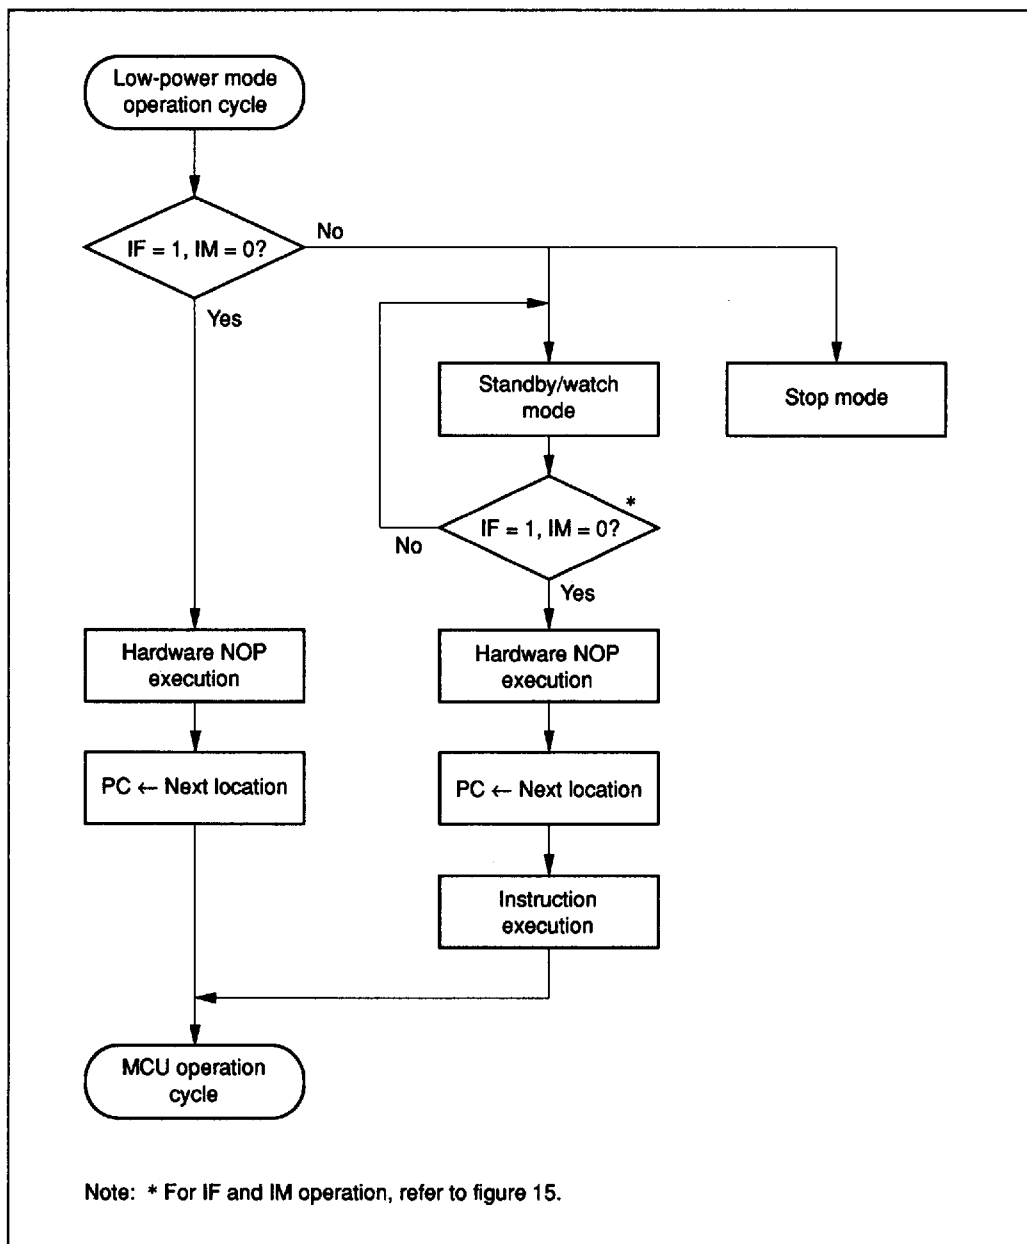 Low-power mode
operation cycle
IF = 1, IM = 0?
No
Yes
Standby/watch
mode
Stop mode
IF = 1, IM = 0?
*
No
Yes
Hardware NOP
execution
Hardware NOP
execution
PC ← Next location
PC ← Next location
Instruction
execution
MCU operation
cycle
Note: * For IF and IM operation, refer to figure 15.